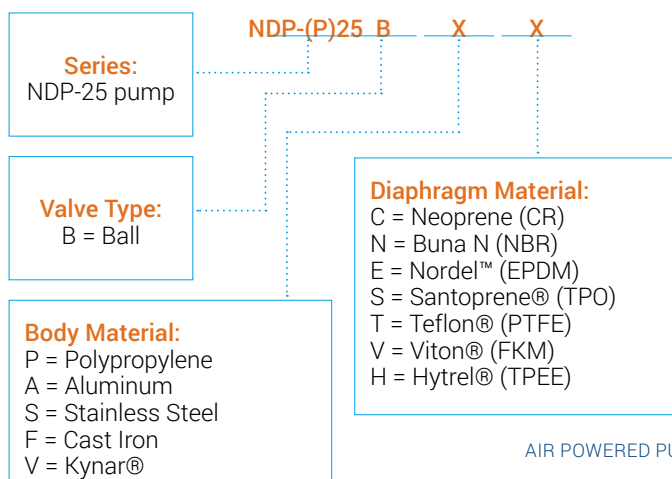 NDP-(P)25 B X X
Series:
NDP-25 pump
Valve Type:
B = Ball
Diaphragm Material:
C = Neoprene (CR)
N = Buna N (NBR)
E = Nordel™ (EPDM)
S = Santoprene® (TPO)
T = Teflon® (PTFE)
V = Viton® (FKM)
H = Hytrel® (TPEE)
Body Material:
P = Polypropylene
A = Aluminum
S = Stainless Steel
F = Cast Iron
V = Kynar®
AIR POWERED